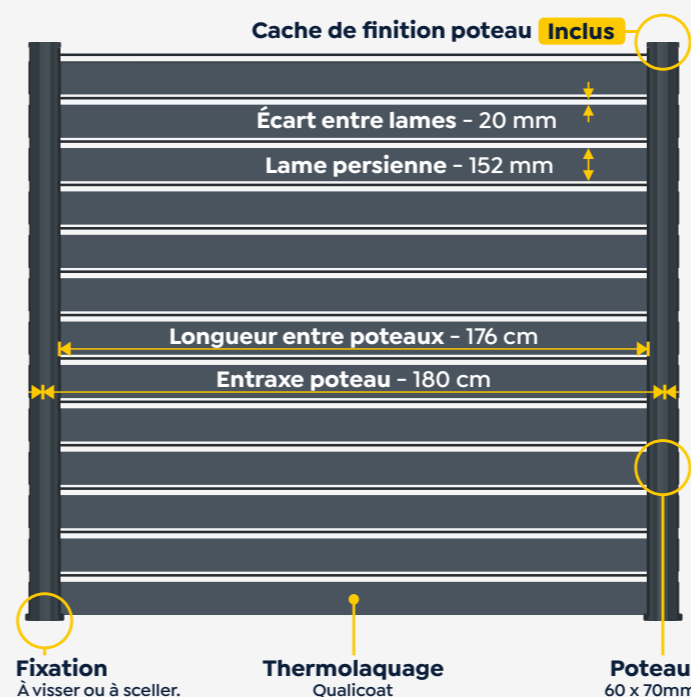 Cache de finition poteau Inclus
Écart entre lames - 20 mm
Lame persienne - 152 mm
Longueur entre poteaux - 176 cm
Entraxe poteau - 180 cm
Fixation
À visser ou à sceller.
Thermolaquage
Qualicoat
Poteau
60 x 70mm